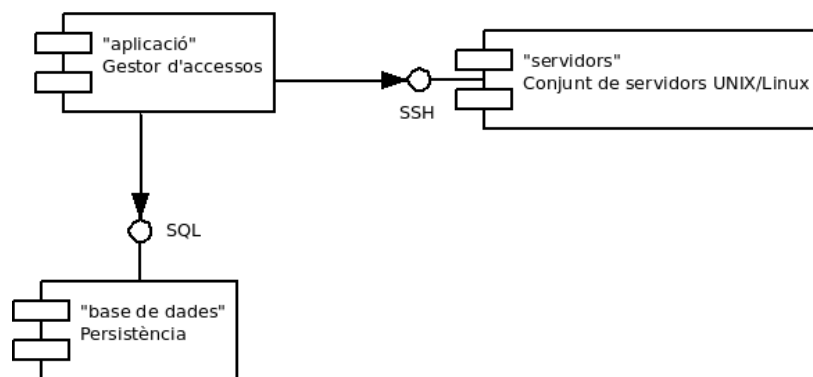 "aplicació"
Gestor d'accessos
"servidors"
Conjunt de servidors UNIX/Linux
SSH
SQL
"base de dades"
Persistència